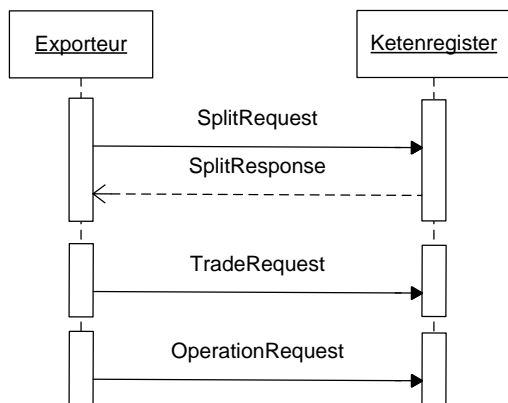 Exporteur
Ketenregister
SplitRequest
SplitResponse
TradeRequest
OperationRequest